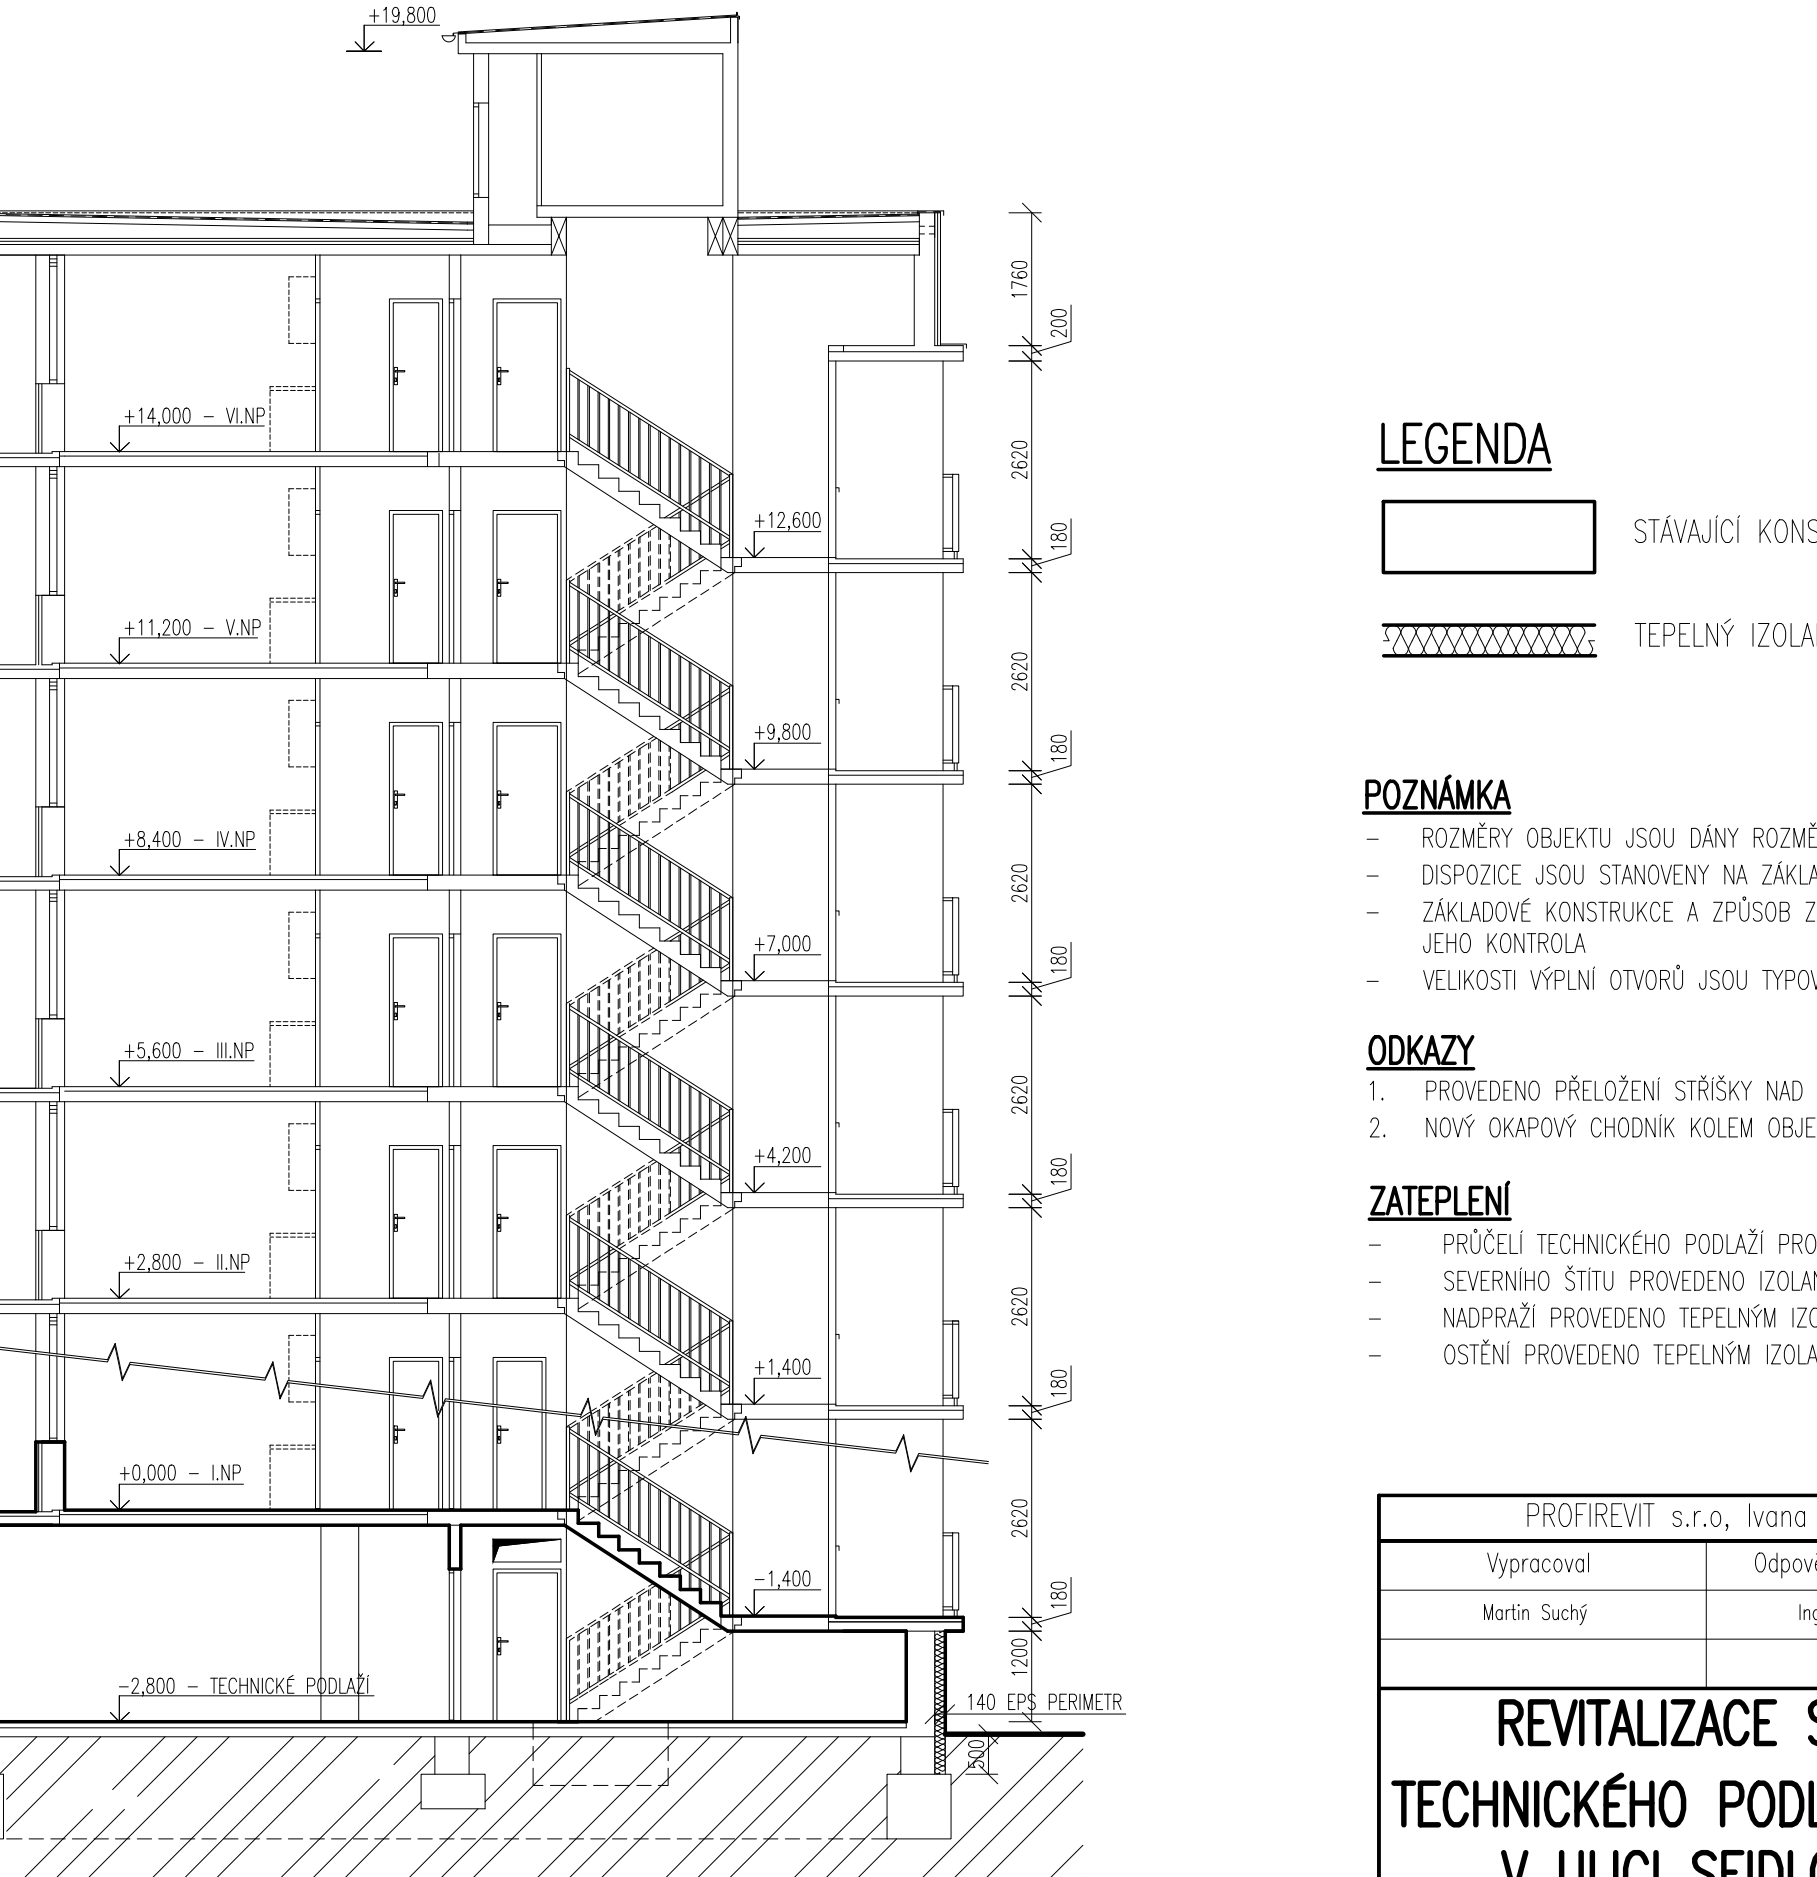 +19,800
1760
200
+14,000 – VI.NP
2620
+12,600
180
+11,200 – V.NP
2620
+9,800
180
+8,400 – IV.NP
2620
+7,000
180
+5,600 – III.NP
2620
+4,200
180
+2,800 – II.NP
2620
+1,400
180
+0,000 – I.NP
2620
–1,400
180
1200
–2,800 – TECHNICKÉ PODLAŽÍ
140 EPS PERIMETR
500
LEGENDA
STÁVAJÍCÍ KONS
TEPELNÝ IZOLA
POZNÁMKA
– ROZMĚRY OBJEKTU JSOU DÁNY ROZMĚ
– DISPOZICE JSOU STANOVENY NA ZÁKLA
– ZÁKLADOVÉ KONSTRUKCE A ZPŮSOB Z
JEHO KONTROLA
– VELIKOSTI VÝPLNÍ OTVORŮ JSOU TYPOV
ODKAZY
1. PROVEDENO PŘELOŽENÍ STŘÍŠKY NAD
2. NOVÝ OKAPOVÝ CHODNÍK KOLEM OBJE
ZATEPLENÍ
– PRŮČELÍ TECHNICKÉHO PODLAŽÍ PRO
– SEVERNÍHO ŠTÍTU PROVEDENO IZOLAN
– NADPRAŽÍ PROVEDENO TEPELNÝM IZO
– OSTĚNÍ PROVEDENO TEPELNÝM IZOLA
PROFIREVIT s.r.o, Ivana
Vypracoval Odpově
Martin Suchý Ing
REVITALIZACE S
TECHNICKÉHO PODL
V ULICI SEIDLO